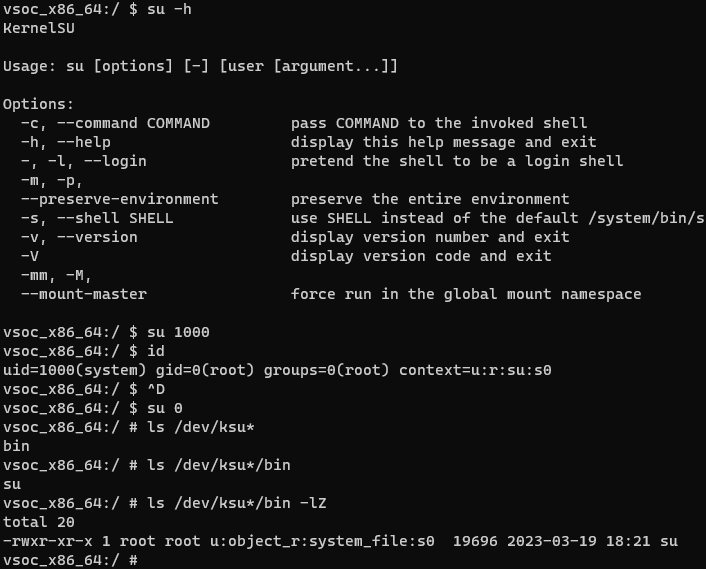 vsoc_x86_64:/ $ su -h
KernelSU
Usage: su [options] [-] [user [argument...]]
Options:
-c, --command COMMAND pass COMMAND to the invoked shell
-h, --help display this help message and exit
-, -l, --login pretend the shell to be a login shell
-m, -p,
--preserve-environment preserve the entire environment
-s, --shell SHELL use SHELL instead of the default /system/bin/s
-v, --version display version number and exit
-V display version code and exit
-mm, -M,
--mount-master force run in the global mount namespace
vsoc_x86_64:/ $ su 1000
vsoc_x86_64:/ $ id
uid=1000(system) gid=0(root) groups=0(root) context=u:r:su:s0
vsoc_x86_64:/ $ ^D
vsoc_x86_64:/ $ su 0
vsoc_x86_64:/ # ls /dev/ksu*
bin
vsoc_x86_64:/ # ls /dev/ksu*/bin
su
vsoc_x86_64:/ # ls /dev/ksu*/bin -lZ
total 20
-rwxr-xr-x 1 root root u:object_r:system_file:s0 19696 2023-03-19 18:21 su
vsoc_x86_64:/ #